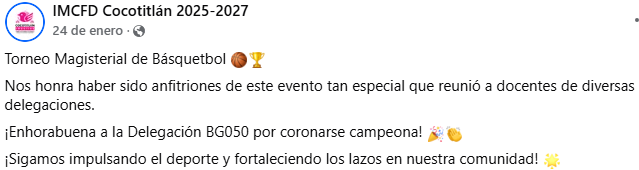 IMCFD Cocotitlán 2025-2027
24 de enero ·
Torneo Magisterial de Básquetbol 🏀🏆
Nos honra haber sido anfitriones de este evento tan especial que reunió a docentes de diversas
delegaciones.
¡Enhorabuena a la Delegación BG050 por coronarse campeona! 🎉👏
¡Sigamos impulsando el deporte y fortaleciendo los lazos en nuestra comunidad! 🌟